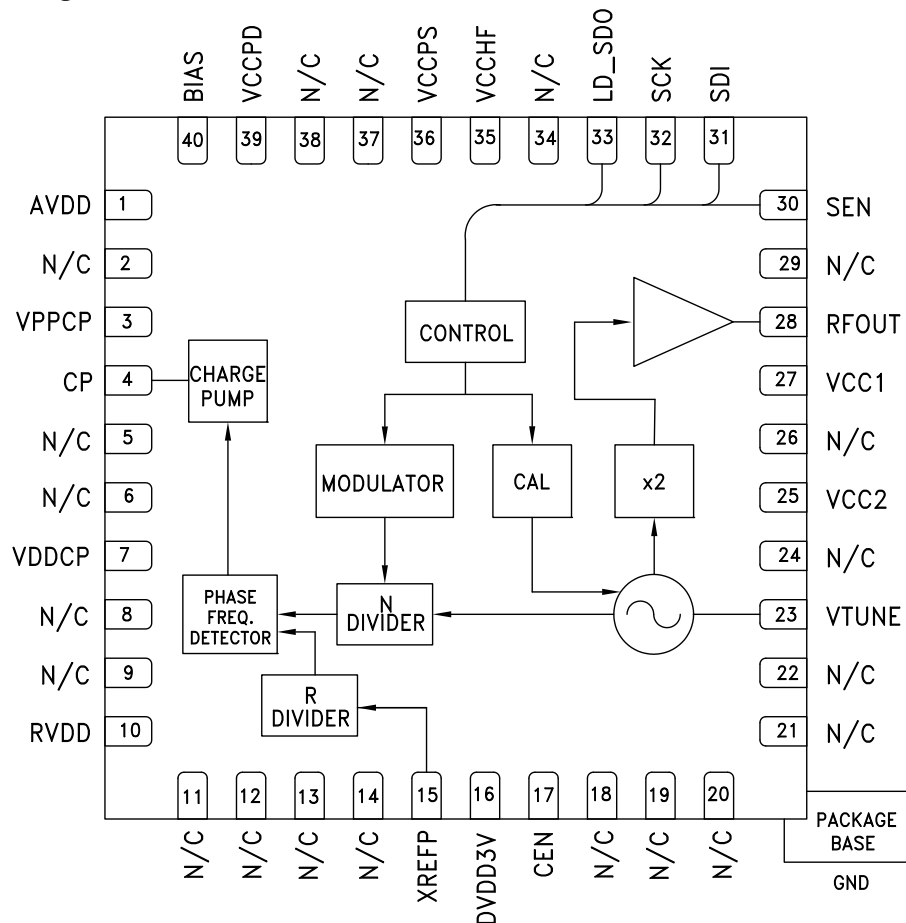 BIAS
VCCPD
N/C
N/C
VCCPS
VCCHF
N/C
LD_SDO
SCK
SDI
40
39
38
37
36
35
34
33
32
31
AVDD
1
N/C
2
VPPCP
3
CP
4
N/C
5
N/C
6
VDDCP
7
N/C
8
N/C
9
RVDD
10
30
SEN
29
N/C
28
RFOUT
27
VCC1
26
N/C
25
VCC2
24
N/C
23
VTUNE
22
N/C
21
N/C
CONTROL
CHARGE
PUMP
MODULATOR
CAL
x2
PHASE
FREQ.
DETECTOR
N
DIVIDER
R
DIVIDER
11
12
13
14
15
16
17
18
19
20
N/C
N/C
N/C
N/C
XREFP
DVDD3V
CEN
N/C
N/C
N/C
PACKAGE
BASE
GND